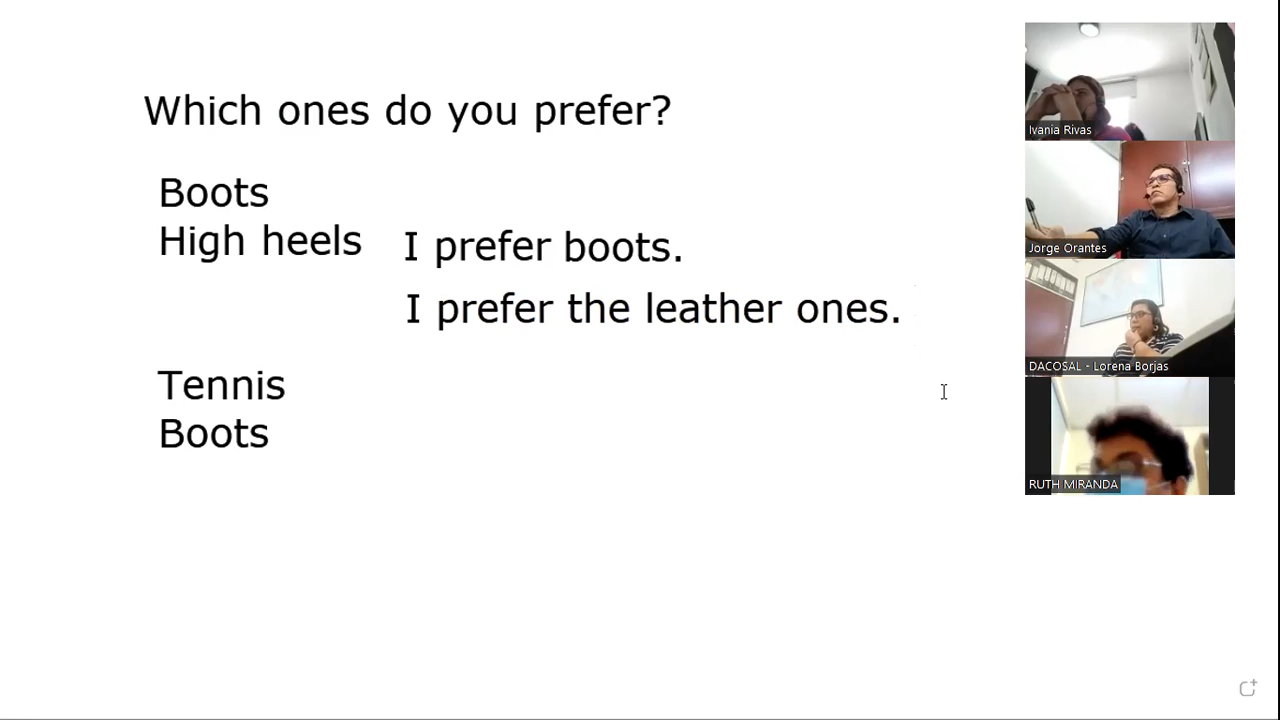 Which ones do you prefer?
Boots
High heels
I prefer boots.
I prefer the leather ones.
Tennis
Boots
Ivania Rivas
Jorge Orantes
DACOSAL - Lorena Borjas
RUTH MIRANDA